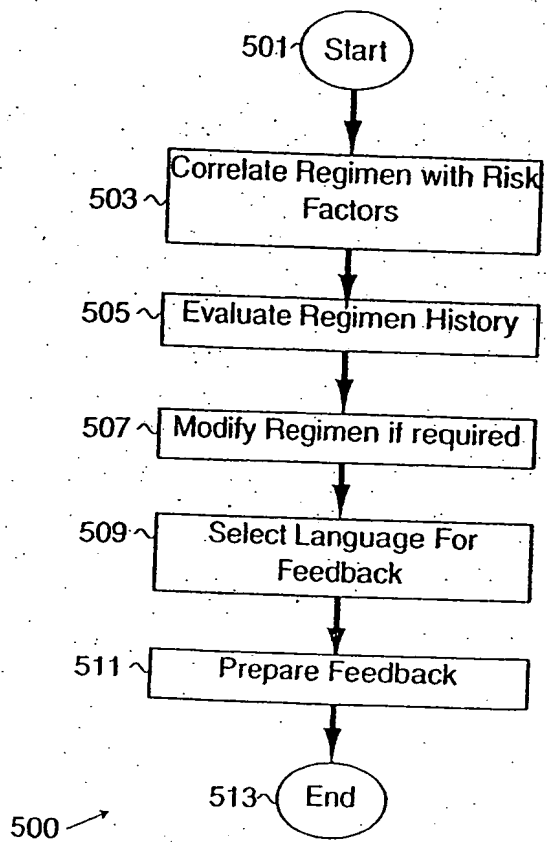 501 Start
503 Correlate Regimen with Risk
Factors
505 Evaluate Regimen History
507 Modify Regimen if required
509 Select Language For
Feedback
511 Prepare Feedback
513 End
500